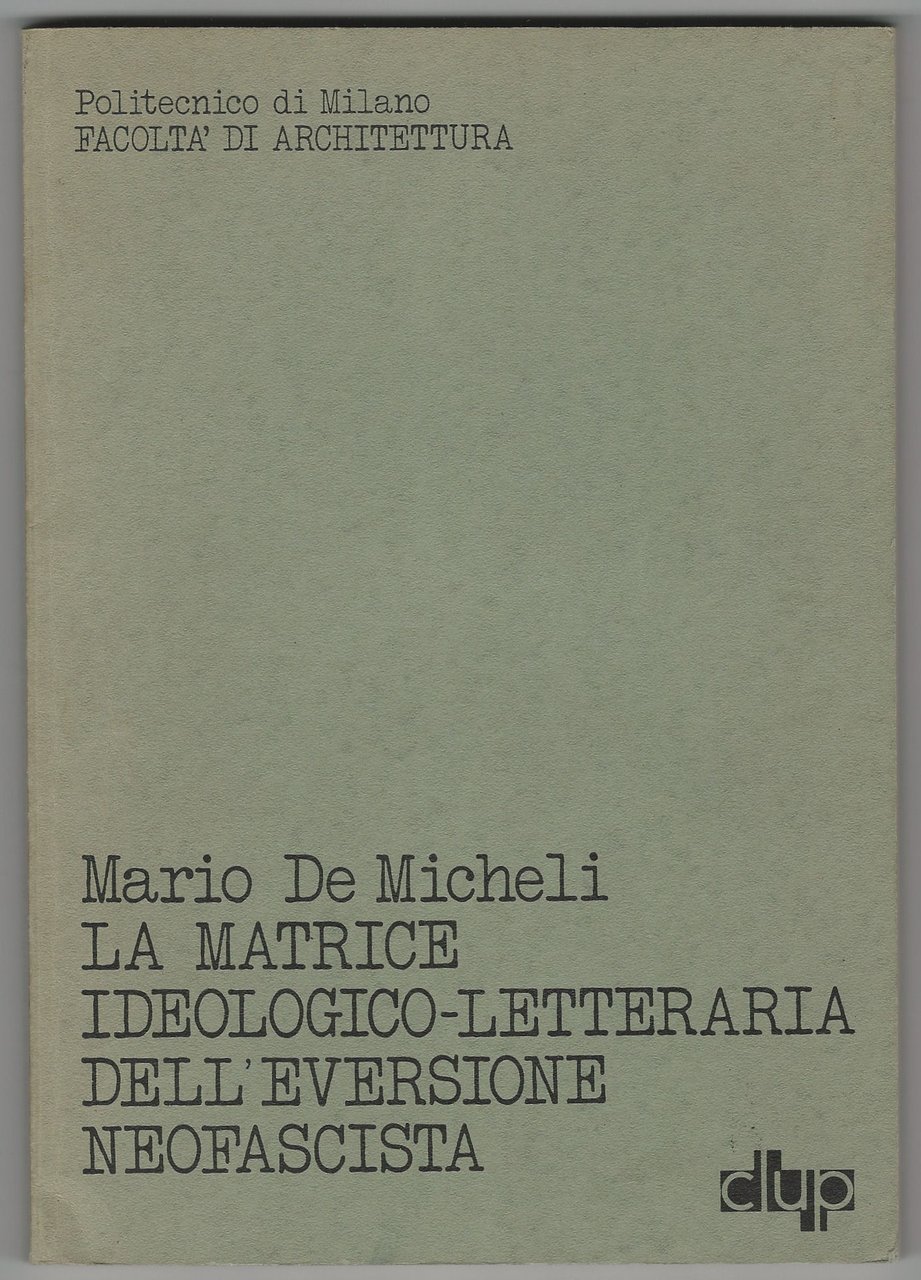 Politecnico di Milano
FACOLTA' DI ARCHITETTURA
Mario De Micheli
LA MATRICE
IDEOLOGICO-LETTERARIA
DELL'EVERSIONE
NEOFASCISTA
clup